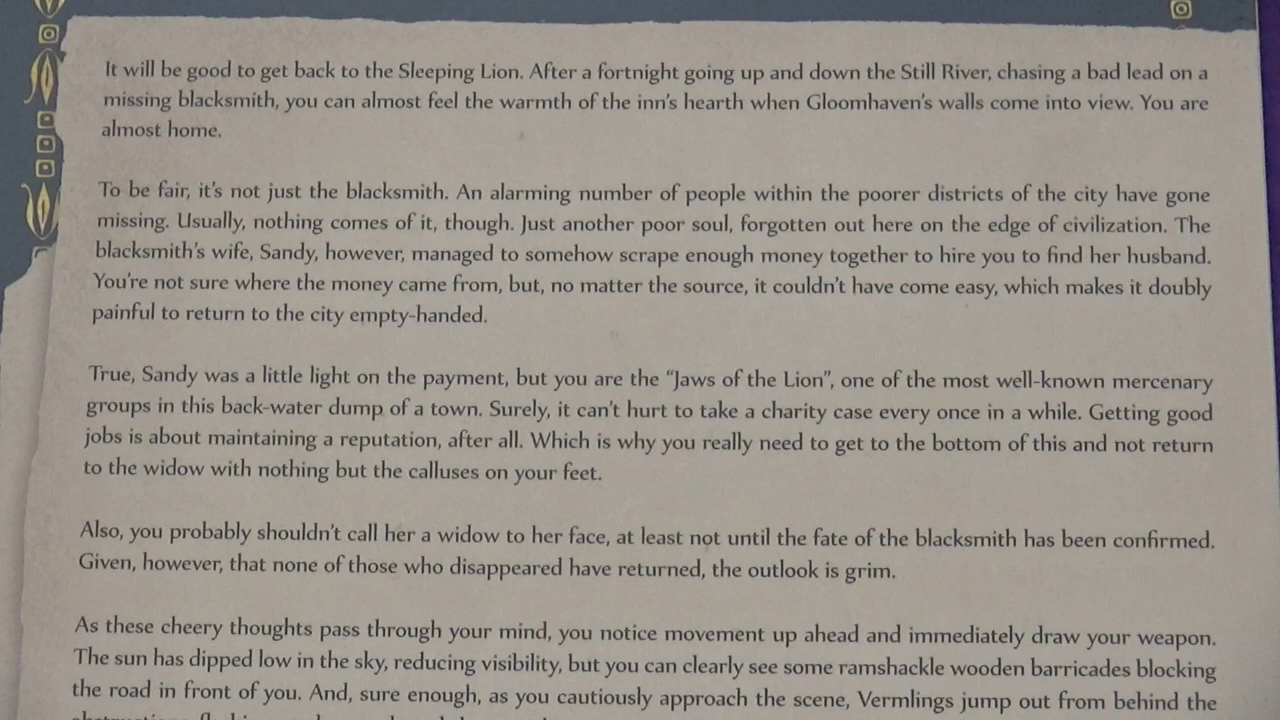 It will be good to get back to the Sleeping Lion. After a fortnight going up and down the Still River, chasing a bad lead on a
missing blacksmith, you can almost feel the warmth of the inn's hearth when Gloomhaven's walls come into view. You are
almost home.
To be fair, it's not just the blacksmith. An alarming number of people within the poorer districts of the city have gone
missing. Usually, nothing comes of it, though. Just another poor soul, forgotten out here on the edge of civilization. The
blacksmith's wife, Sandy, however, managed to somehow scrape enough money together to hire you to find her husband.
You're not sure where the money came from, but, no matter the source, it couldn't have come easy, which makes it doubly
painful to return to the city empty-handed.
True, Sandy was a little light on the payment, but you are the “Jaws of the Lion”, one of the most well-known mercenary
groups in this back-water dump of a town. Surely, it can't hurt to take a charity case every once in a while. Getting good
jobs is about maintaining a reputation, after all. Which is why you really need to get to the bottom of this and not return
to the widow with nothing but the calluses on your feet.
Also, you probably shouldn't call her a widow to her face, at least not until the fate of the blacksmith has been confirmed.
Given, however, that none of those who disappeared have returned, the outlook is grim.
As these cheery thoughts pass through your mind, you notice movement up ahead and immediately draw your weapon.
The sun has dipped low in the sky, reducing visibility, but you can clearly see some ramshackle wooden barricades blocking
the road in front of you. And, sure enough, as you cautiously approach the scene, Vermlings jump out from behind the